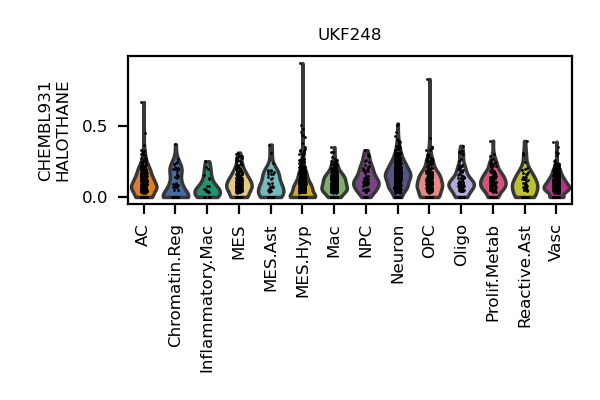 UKF248
CHEMBL931
HALOTHANE
0.5
0.0
AC
Chromatin.Reg
Inflammatory.Mac
MES
MES.Ast
MES.Hyp
Mac
NPC
Neuron
OPC
Oligo
Prolif.Metab
Reactive.Ast
Vasc